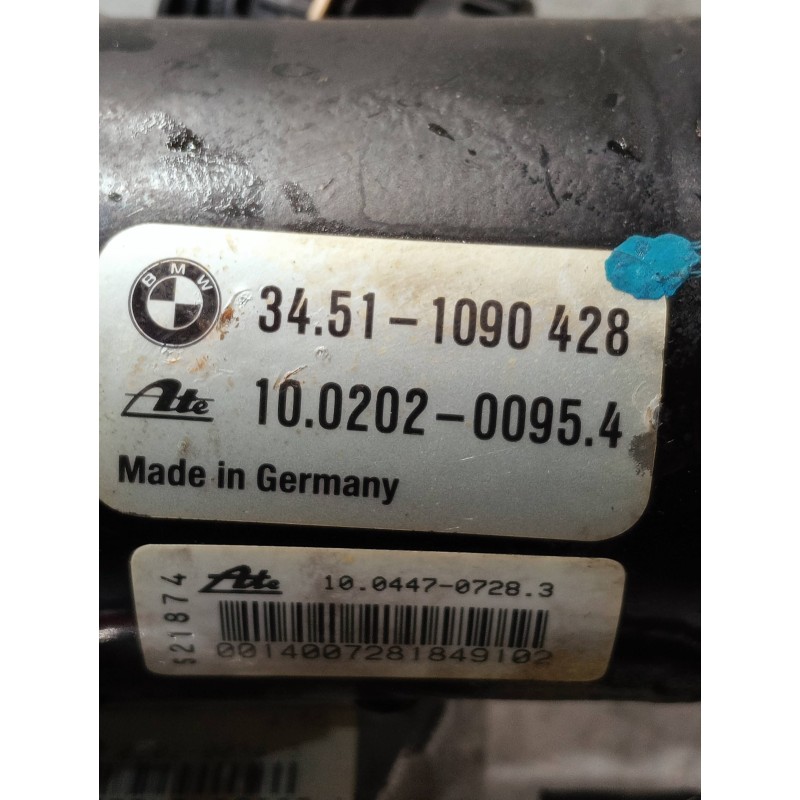 BMW 34.51-1090 428
Ate 10.0202-0095.4
Made in Germany
521874
Ate 10.0447-0728.3
0014007281849102